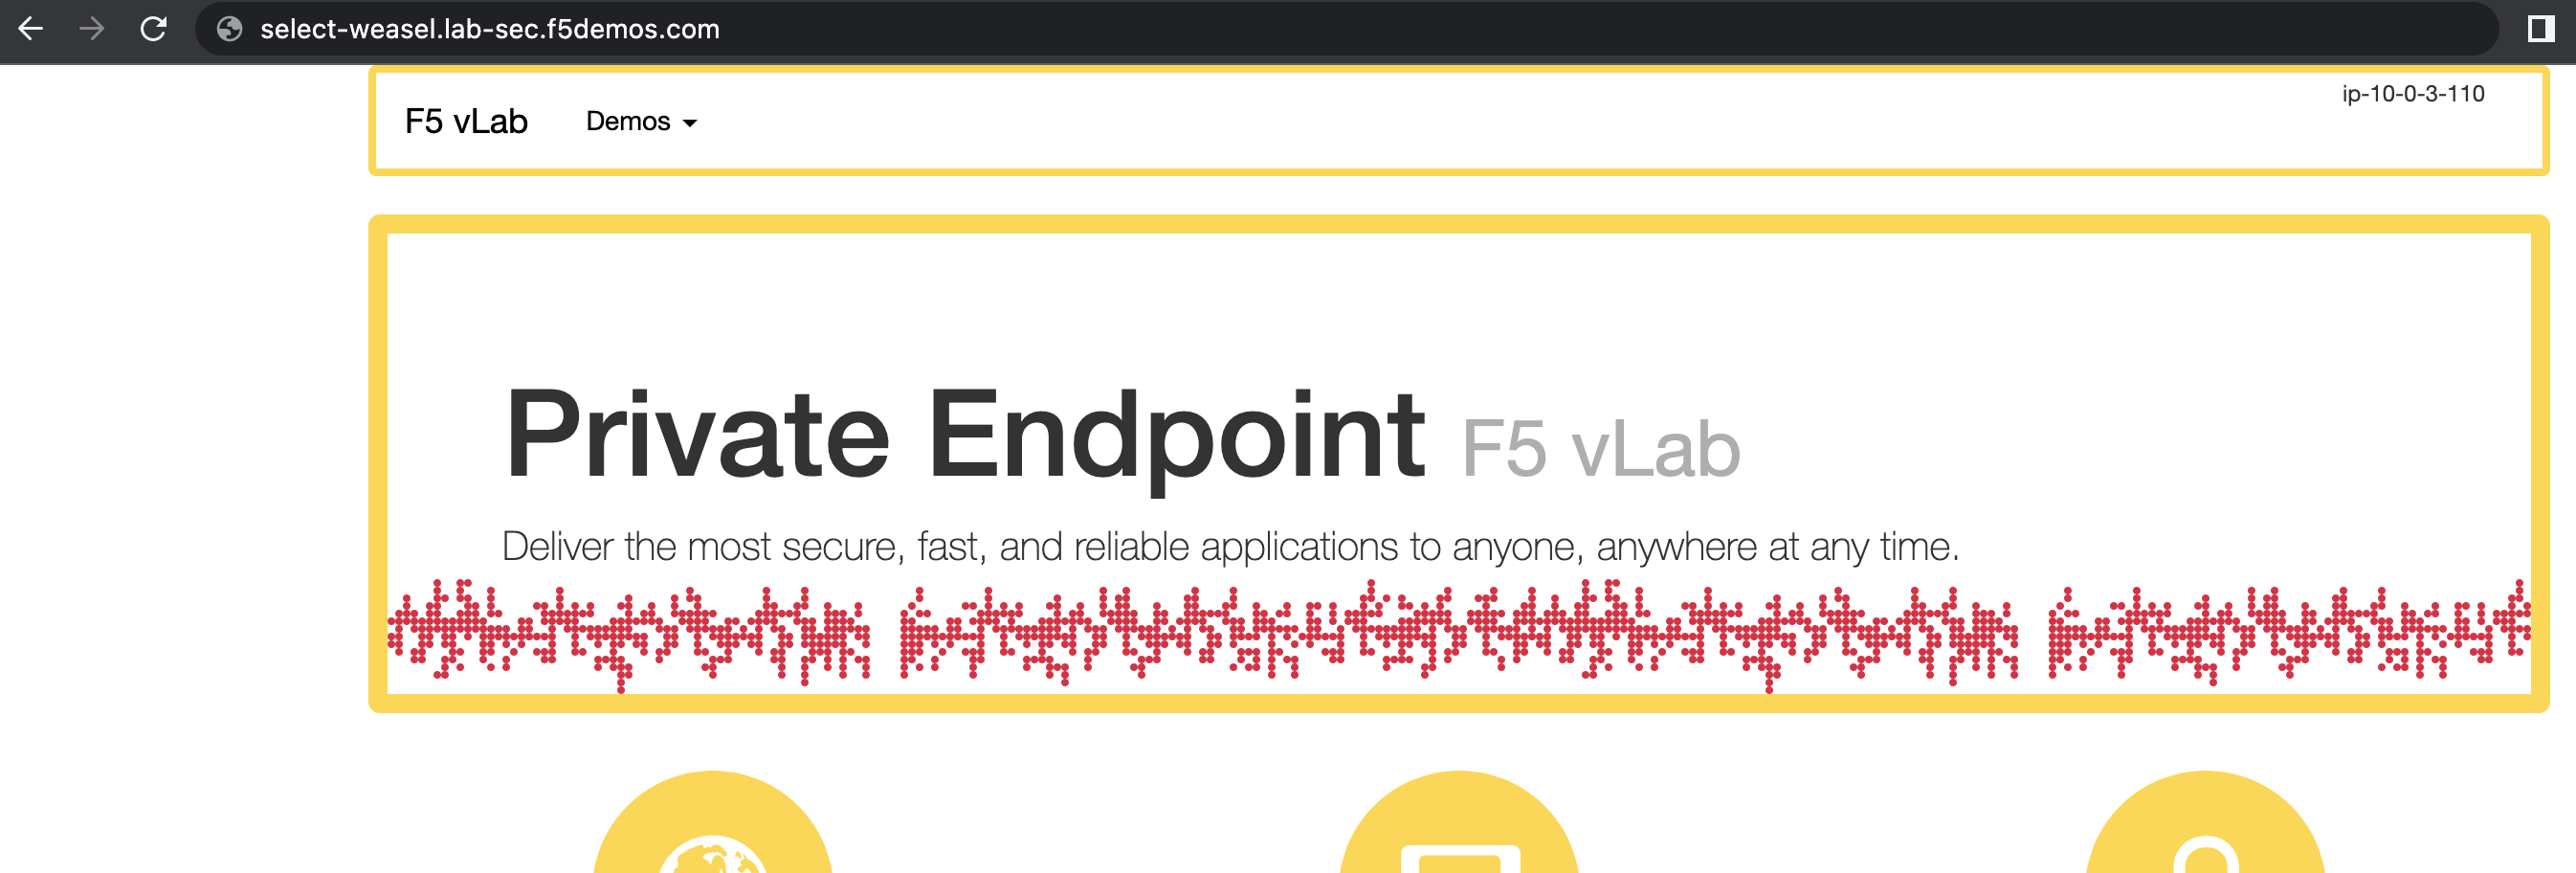 select-weasel.lab-sec.f5demos.com
F5 vLab Demos ip-10-0-3-110
Private Endpoint F5 vLab
Deliver the most secure, fast, and reliable applications to anyone, anywhere at any time.